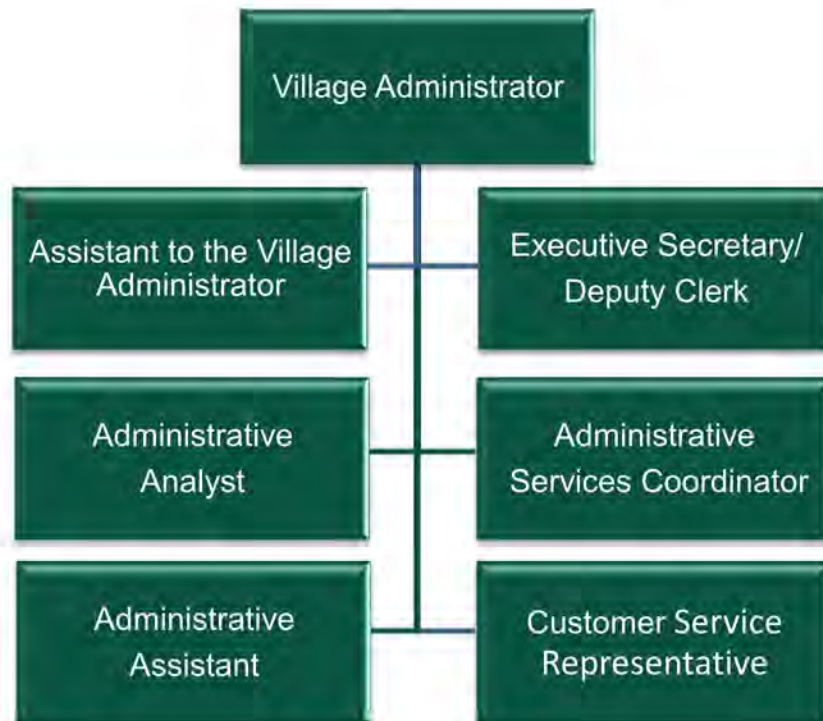 Village Administrator
Assistant to the Village
Administrator
Executive Secretary/
Deputy Clerk
Administrative
Analyst
Administrative
Services Coordinator
Administrative
Assistant
Customer Service
Representative